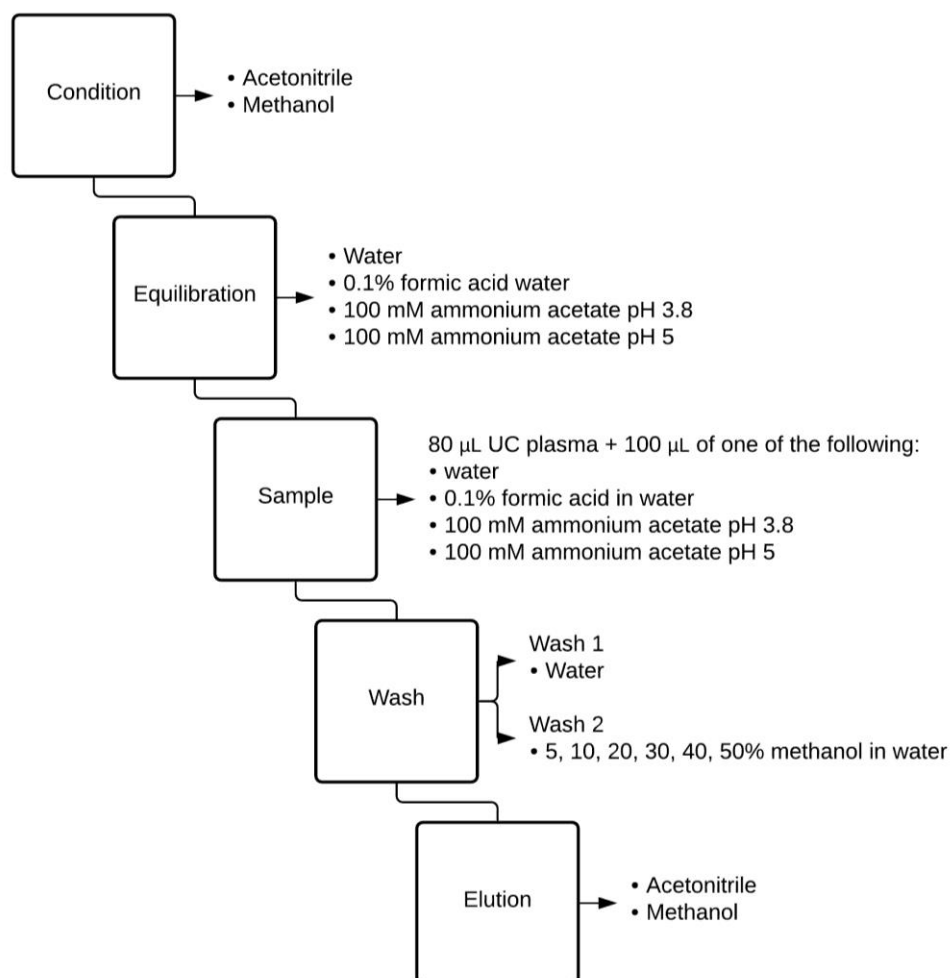 Condition
• Acetonitrile
• Methanol
Equilibration
• Water
• 0.1% formic acid water
• 100 mM ammonium acetate pH 3.8
• 100 mM ammonium acetate pH 5
Sample
80 μL UC plasma + 100 μL of one of the following:
• water
• 0.1% formic acid in water
• 100 mM ammonium acetate pH 3.8
• 100 mM ammonium acetate pH 5
Wash
Wash 1
• Water
Wash 2
• 5, 10, 20, 30, 40, 50% methanol in water
Elution
• Acetonitrile
• Methanol